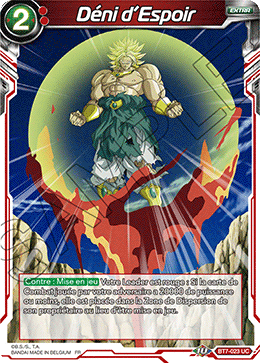 2
Déni d'Espoir
EXTRA
Contre : Mise en jeu Votre Leader est rouge : Si la carte de
Combat jouée par votre adversaire a 20000 de puissance
ou moins, elle est placée dans la Zone de Dispersion de
son propriétaire au lieu d'être mise en jeu.
©B.S./S., T.A.
BANDAI MADE IN BELGIUM FR
BT7-023 UC